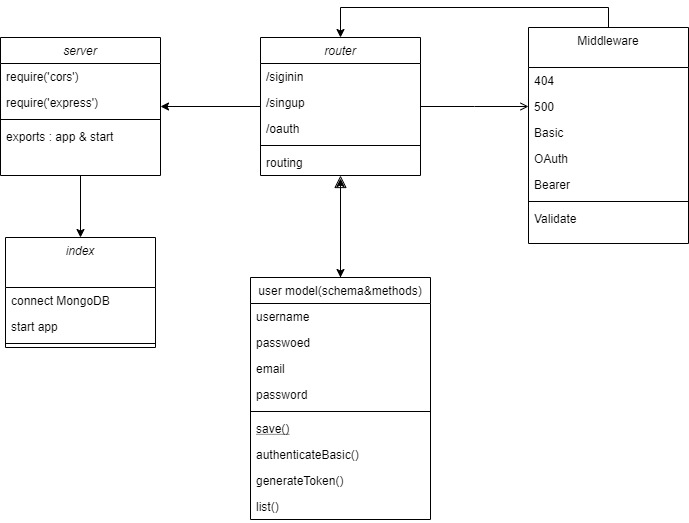 server
require('cors')
require('express')
exports : app & start
router
/siginin
/singup
/oauth
routing
Middleware
404
500
Basic
OAuth
Bearer
Validate
index
connect MongoDB
start app
user model(schema&methods)
username
passwoed
email
password
save()
authenticateBasic()
generateToken()
list()